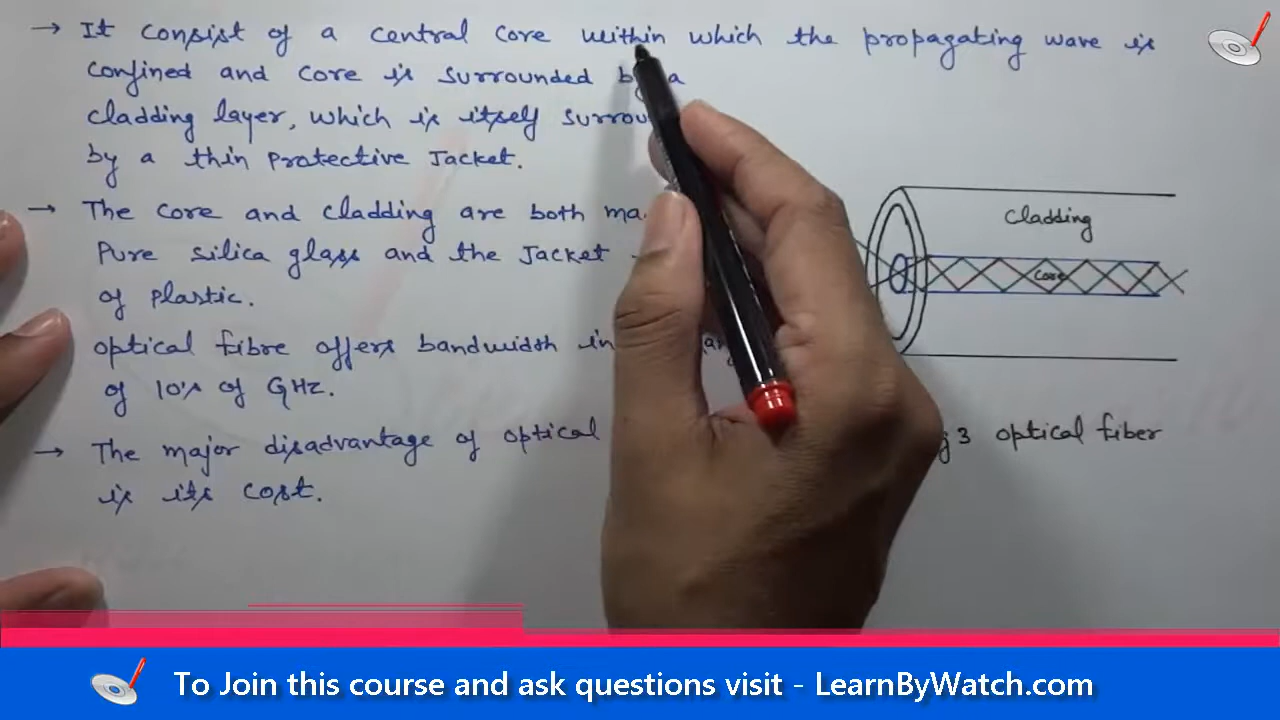 → It consist of a central core within which the propagating wave is
confined and core is surrounded by a
cladding layer, which is itself
by a thin protective Jacket.
→ The core and cladding are both
Pure silica glass and the Jacket
of plastic.
optical fibre offers bandwidth in
of 10's of GHz.
→ The major disadvantage of optical
is its cost.
cladding
core
3 optical fiber
To Join this course and ask questions visit - LearnByWatch.com